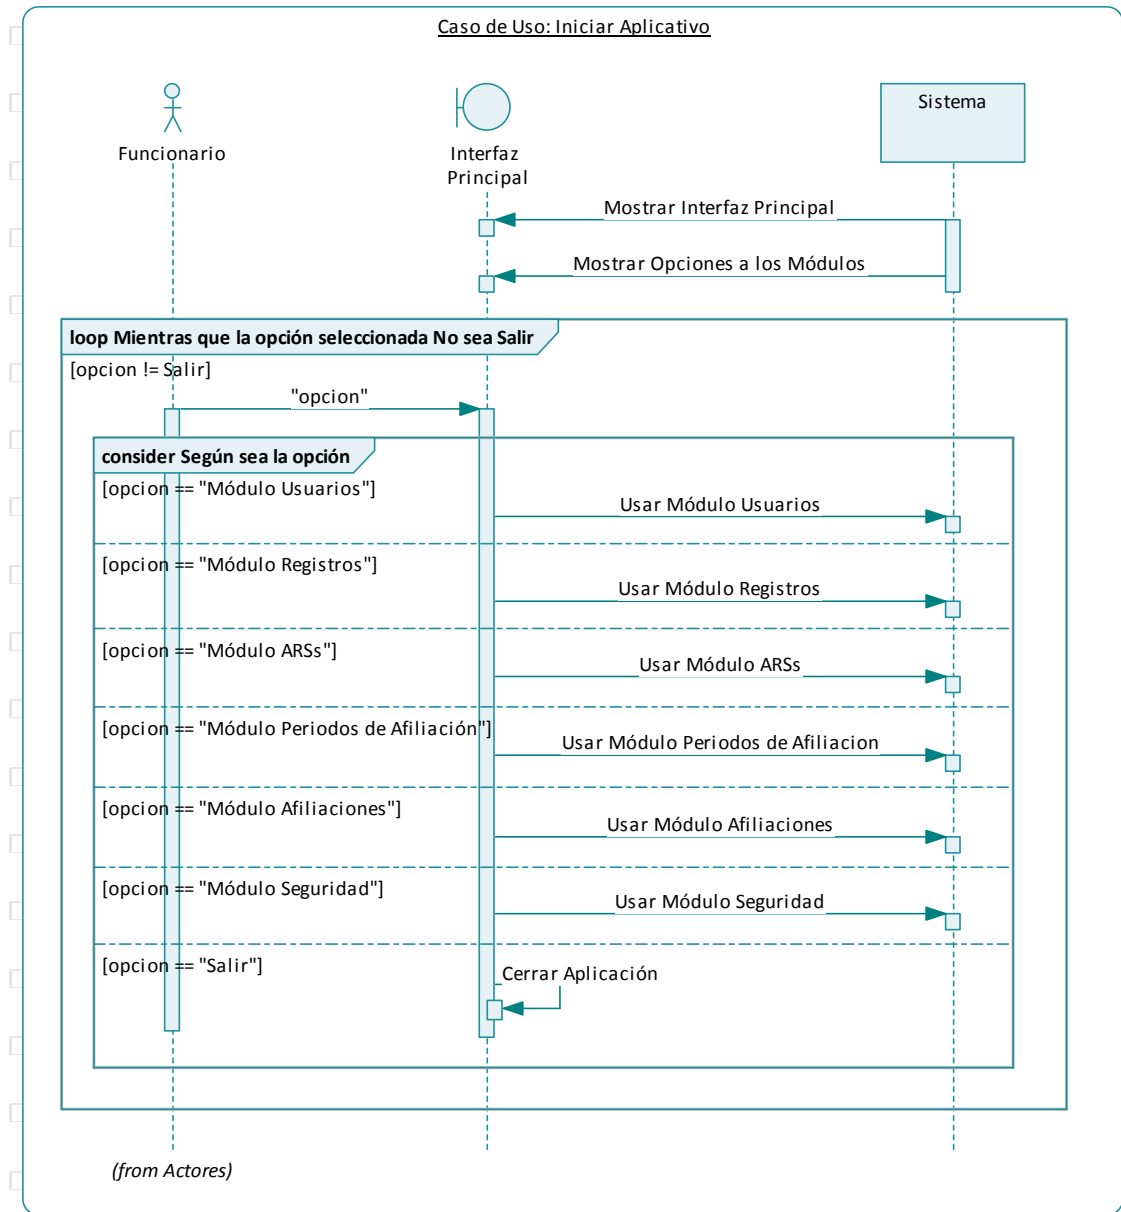 Caso de Uso: Iniciar Aplicativo
Funcionario
Interfaz
Principal
Sistema
Mostrar Interfaz Principal
Mostrar Opciones a los Módulos
loop Mientras que la opción seleccionada No sea Salir
[opcion != Salir]
"opcion"
consider Según sea la opción
[opcion == "Módulo Usuarios"]
Usar Módulo Usuarios
[opcion == "Módulo Registros"]
Usar Módulo Registros
[opcion == "Módulo ARSs"]
Usar Módulo ARSs
[opcion == "Módulo Periodos de Afiliación"]
Usar Módulo Periodos de Afiliacion
[opcion == "Módulo Afiliaciones"]
Usar Módulo Afiliaciones
[opcion == "Módulo Seguridad"]
Usar Módulo Seguridad
[opcion == "Salir"]
Cerrar Aplicación
(from Actores)